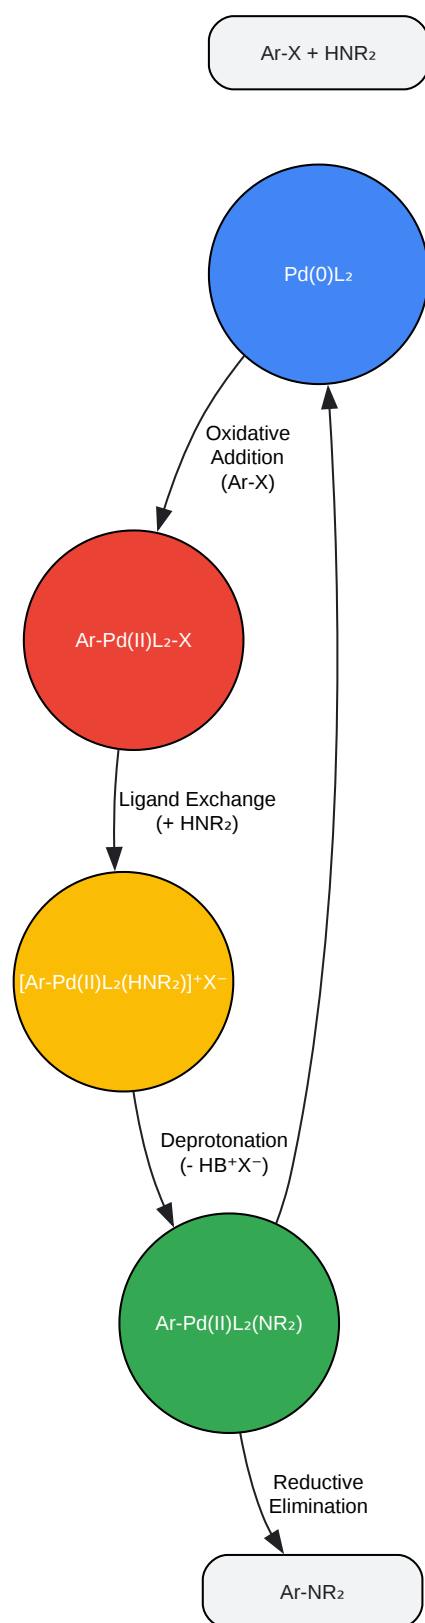 Ar-X + HNR₂
Pd(0)L₂
Oxidative
Addition
(Ar-X)
Ar-Pd(II)L₂-X
Ligand Exchange
(+ HNR₂)
[Ar-Pd(II)L₂(HNR₂)]⁺X⁻
Deprotonation
(- HB⁺X⁻)
Ar-Pd(II)L₂(NR₂)
Reductive
Elimination
Ar-NR₂